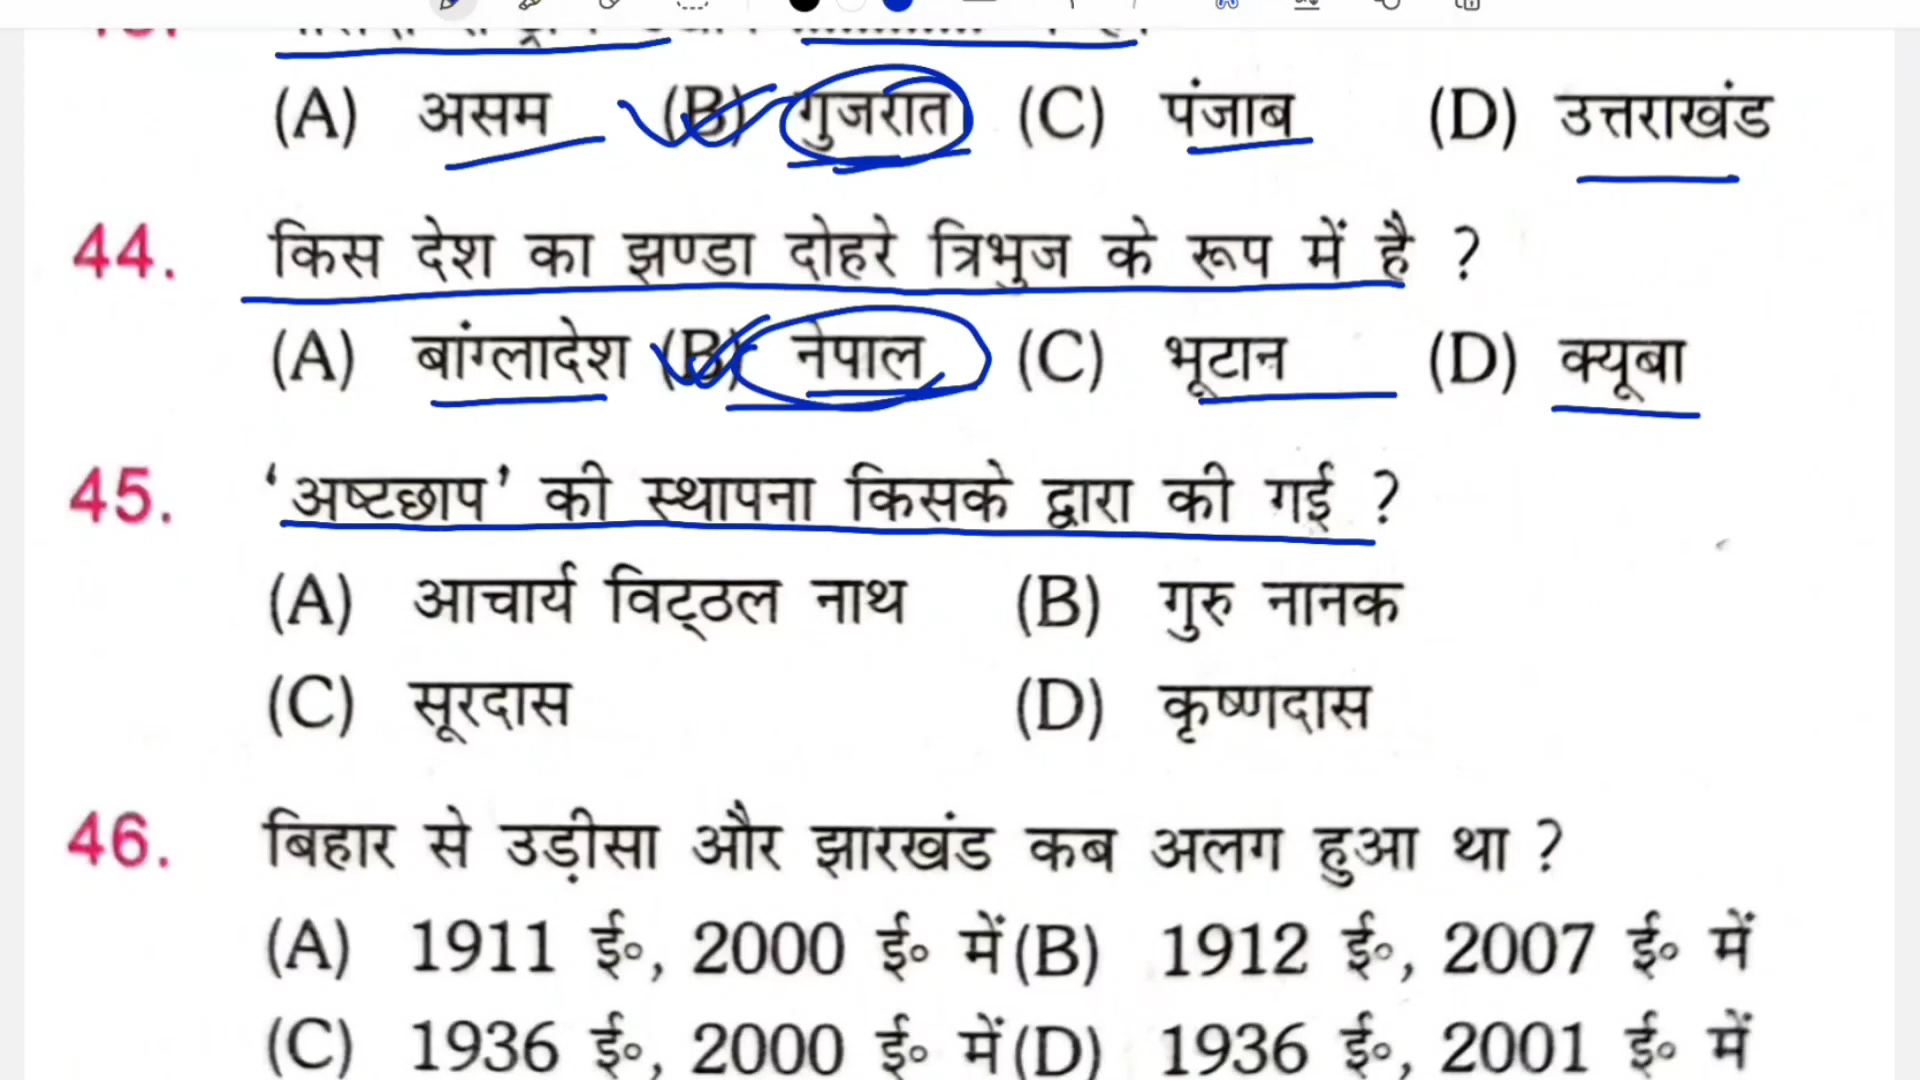 (A) असम (B) गुजरात (C) पंजाब (D) उत्तराखंड
44. किस देश का झण्डा दोहरे त्रिभुज के रूप में है ?
(A) बांग्लादेश (B) नेपाल (C) भूटान (D) क्यूबा
45. ‘अष्टछाप’ की स्थापना किसके द्वारा की गई ?
(A) आचार्य विट्ठल नाथ (B) गुरु नानक
(C) सूरदास (D) कृष्णदास
46. बिहार से उड़ीसा और झारखंड कब अलग हुआ था ?
(A) 1911 ई०, 2000 ई० में (B) 1912 ई०, 2007 ई० में
(C) 1936 ई०, 2000 ई० में (D) 1936 ई०, 2001 ई० में